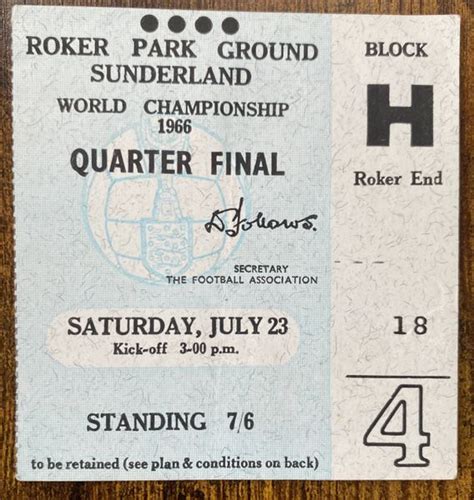 ROKER PARK GROUND
SUNDERLAND
WORLD CHAMPIONSHIP
1966
QUARTER FINAL
D Follows.
SECRETARY
THE FOOTBALL ASSOCIATION
SATURDAY, JULY 23
Kick-off 3-00 p.m.
STANDING 7/6
to be retained (see plan & conditions on back)
BLOCK
H
Roker End
18
4